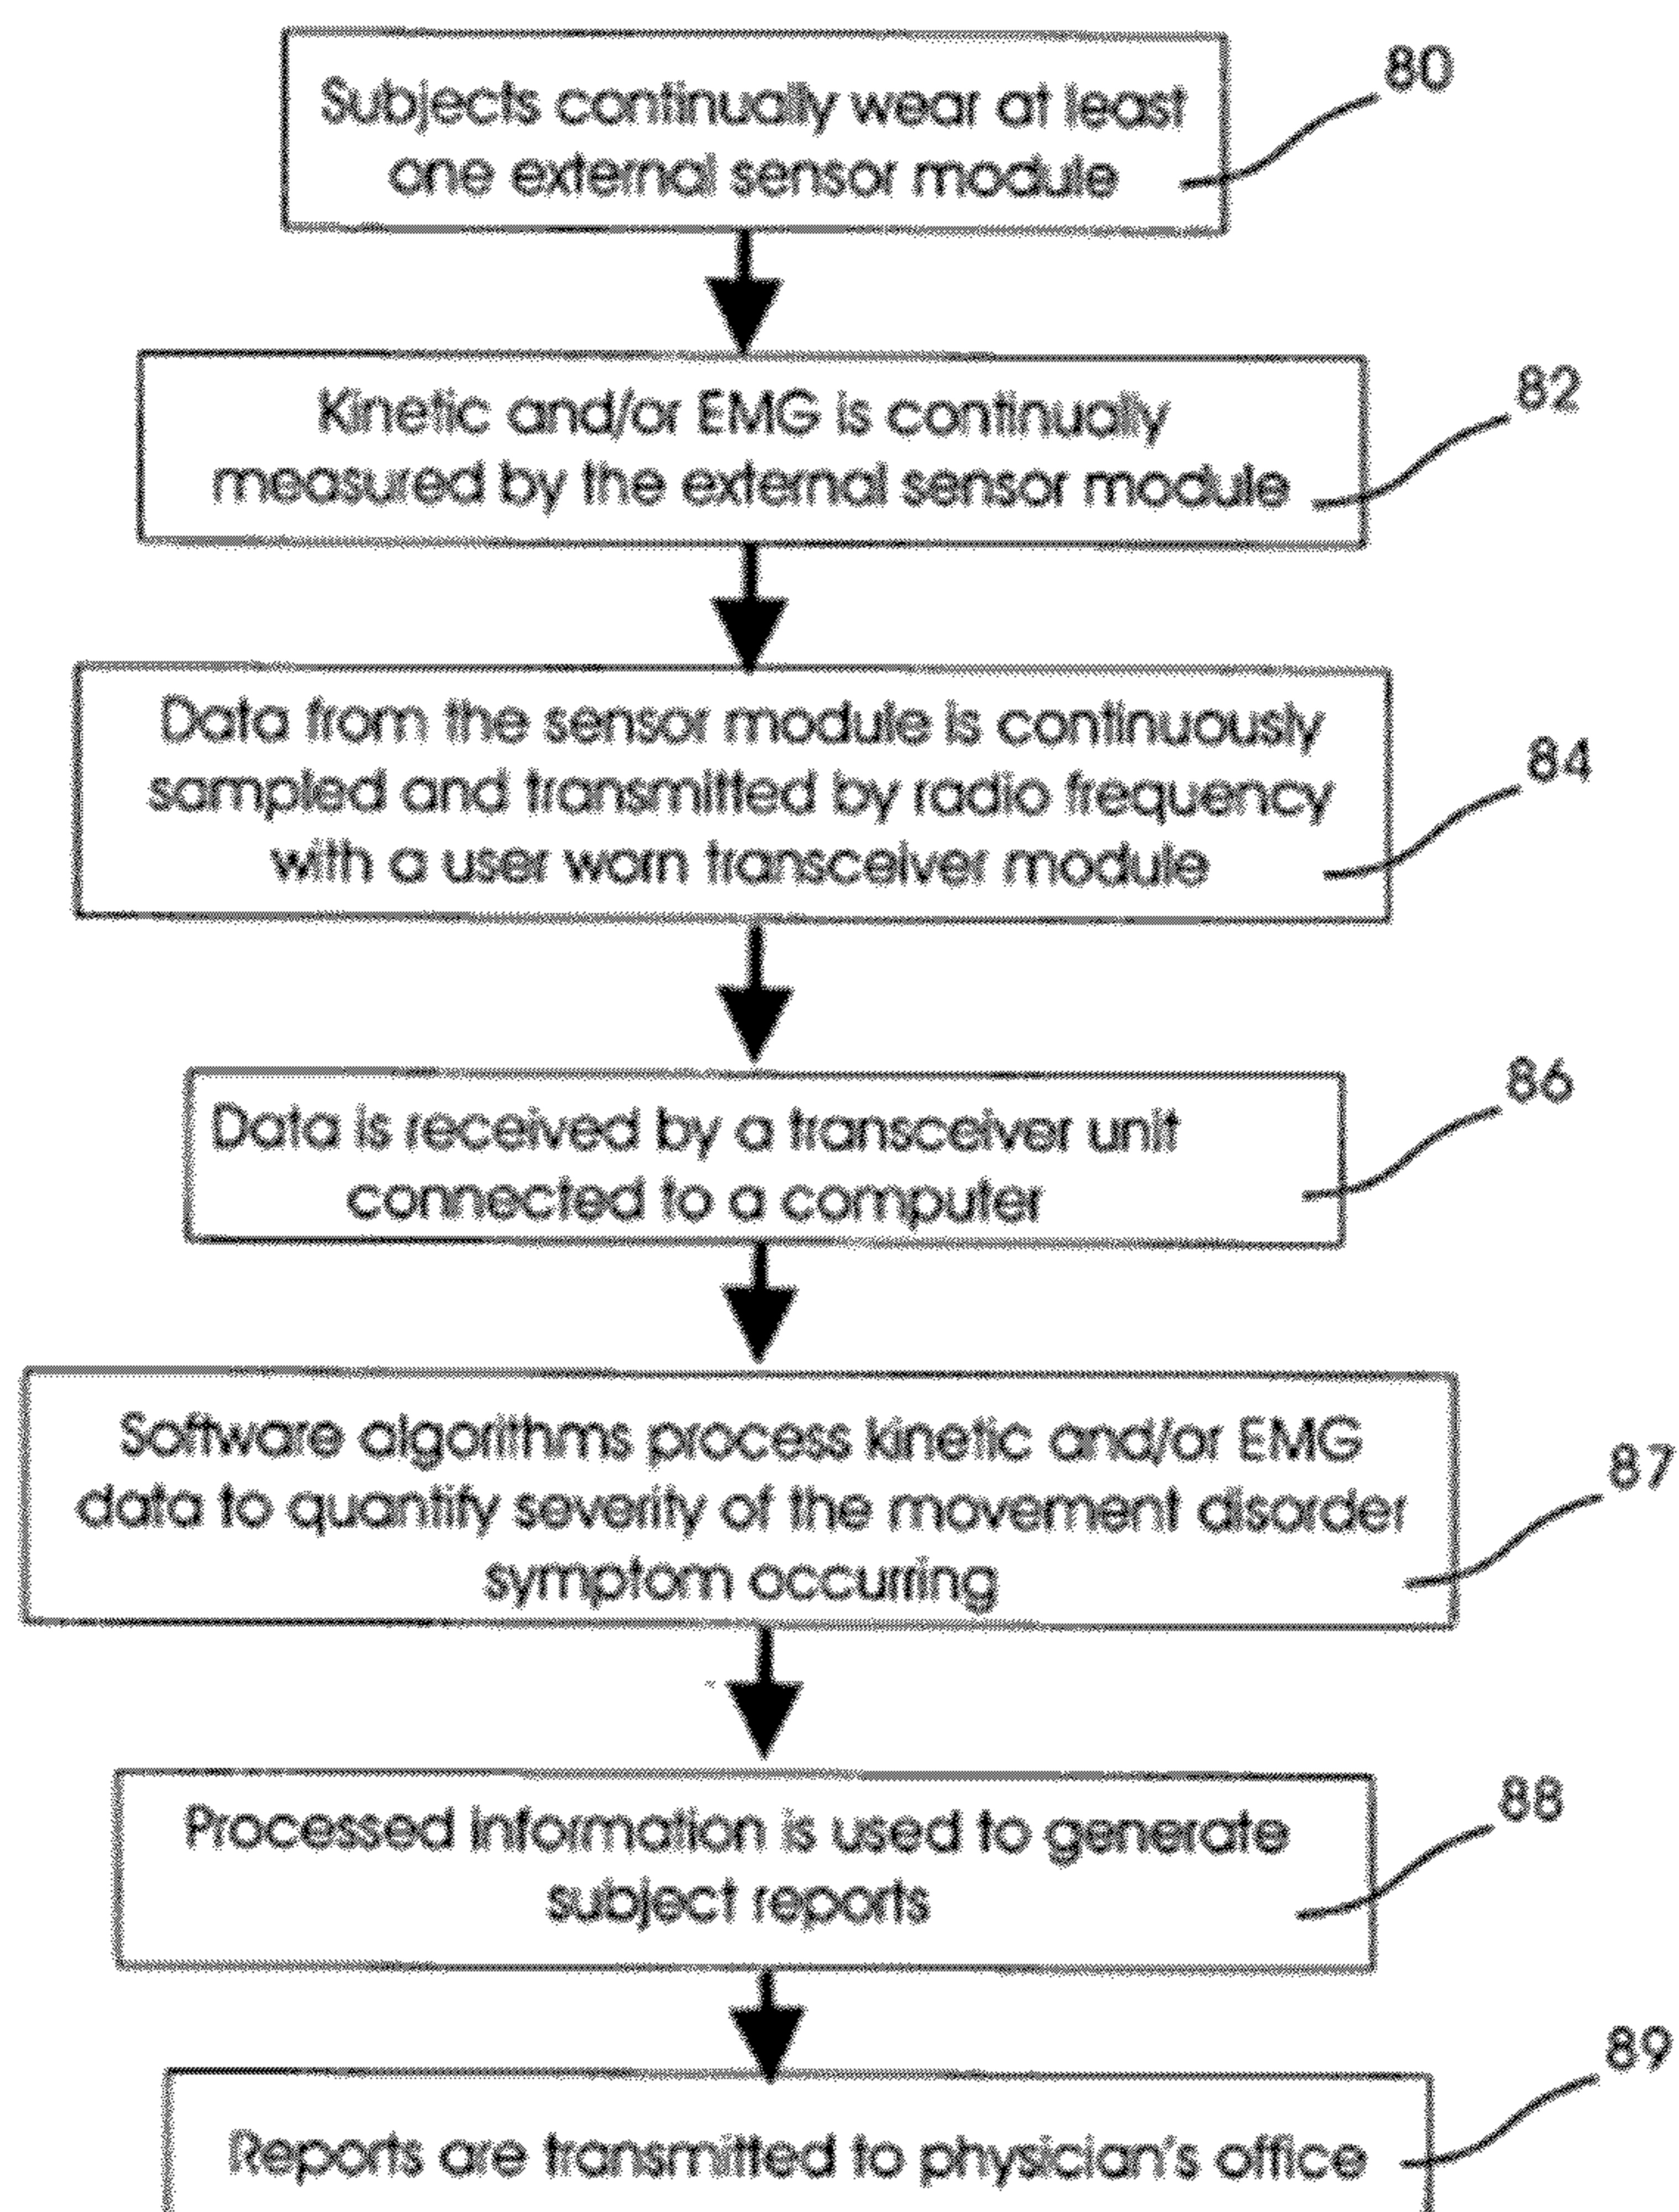 80
Subjects continually wear at least
one external sensor module
82
Kinetic and/or EMG is continually
measured by the external sensor module
84
Data from the sensor module is continuously
sampled and transmitted by radio frequency
with a user worn transceiver module
86
Data is received by a transceiver unit
connected to a computer
87
Software algorithms process kinetic and/or EMG
data to quantify severity of the movement disorder
symptom occurring
88
Processed information is used to generate
subject reports
89
Reports are transmitted to physician's office